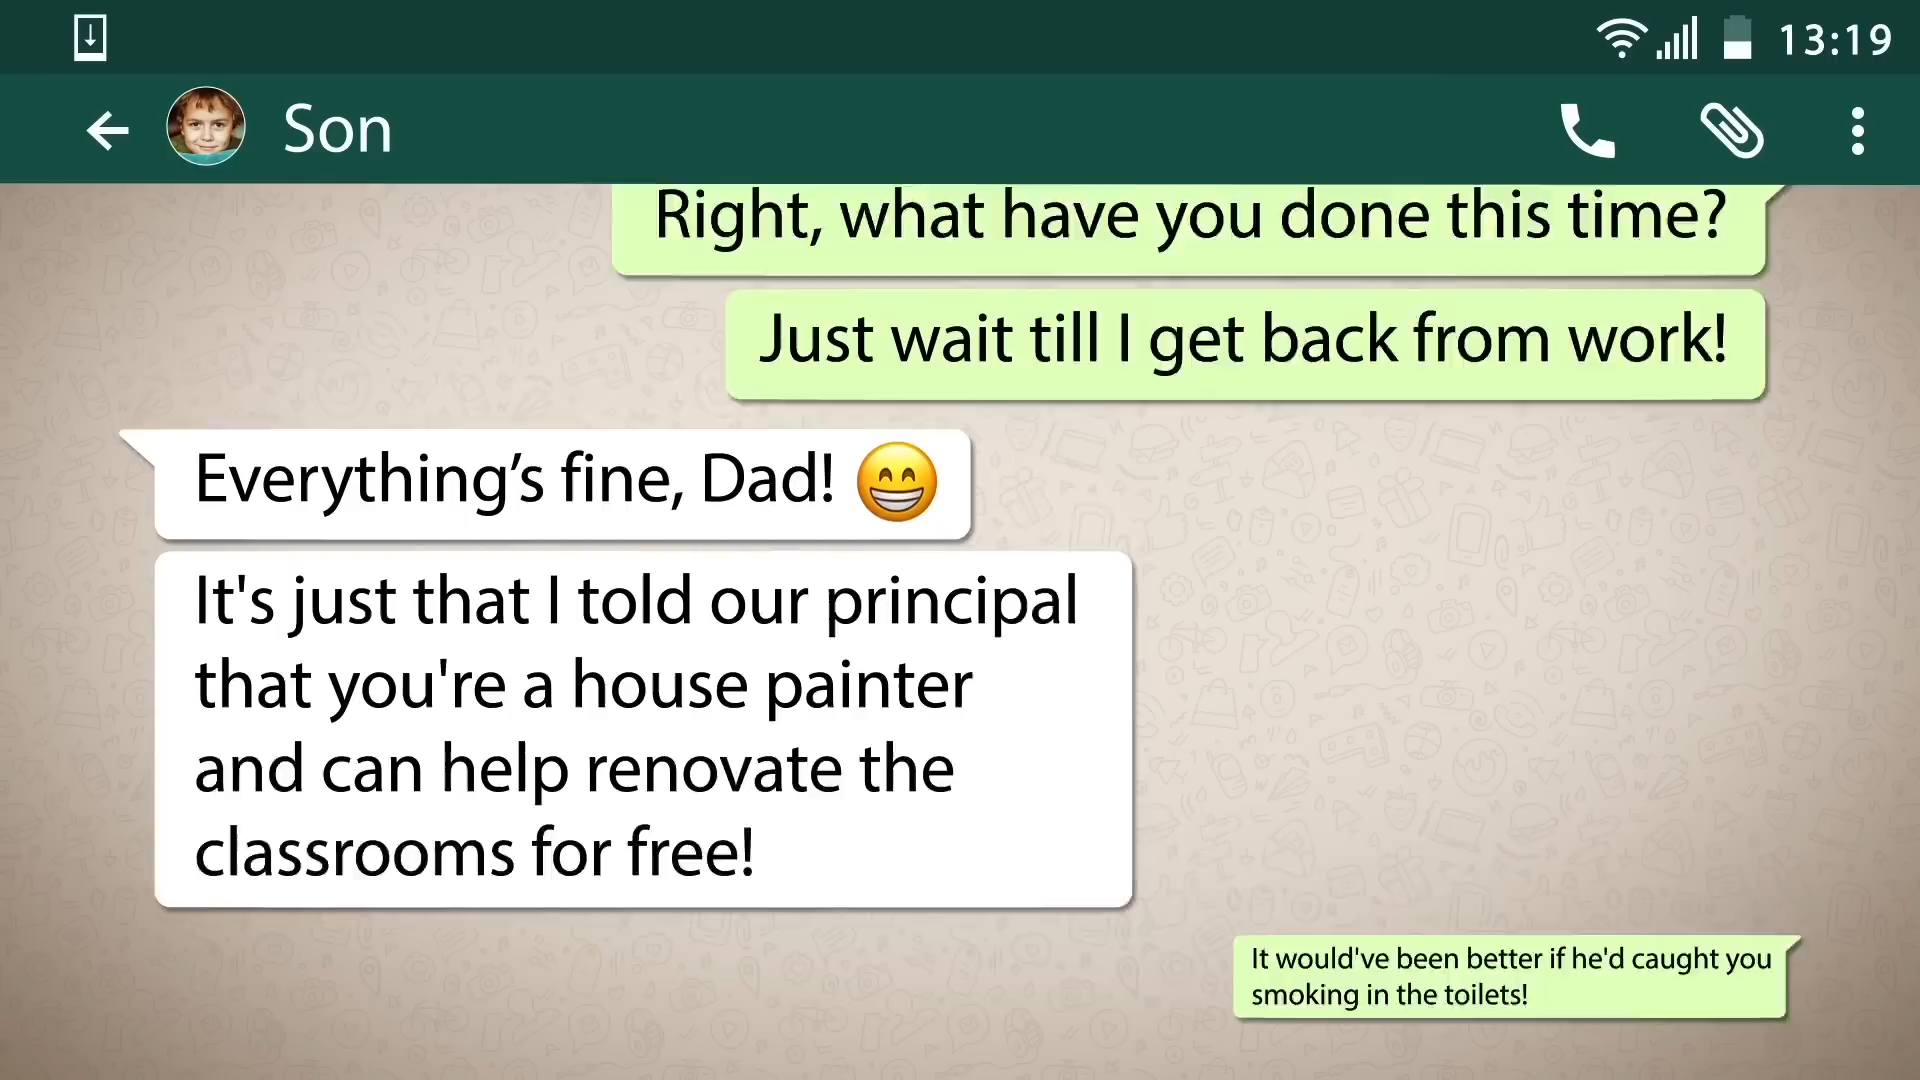 13:19
Son
Right, what have you done this time?
Just wait till I get back from work!
Everything’s fine, Dad! 😁
It's just that I told our principal
that you're a house painter
and can help renovate the
classrooms for free!
It would've been better if he'd caught you
smoking in the toilets!